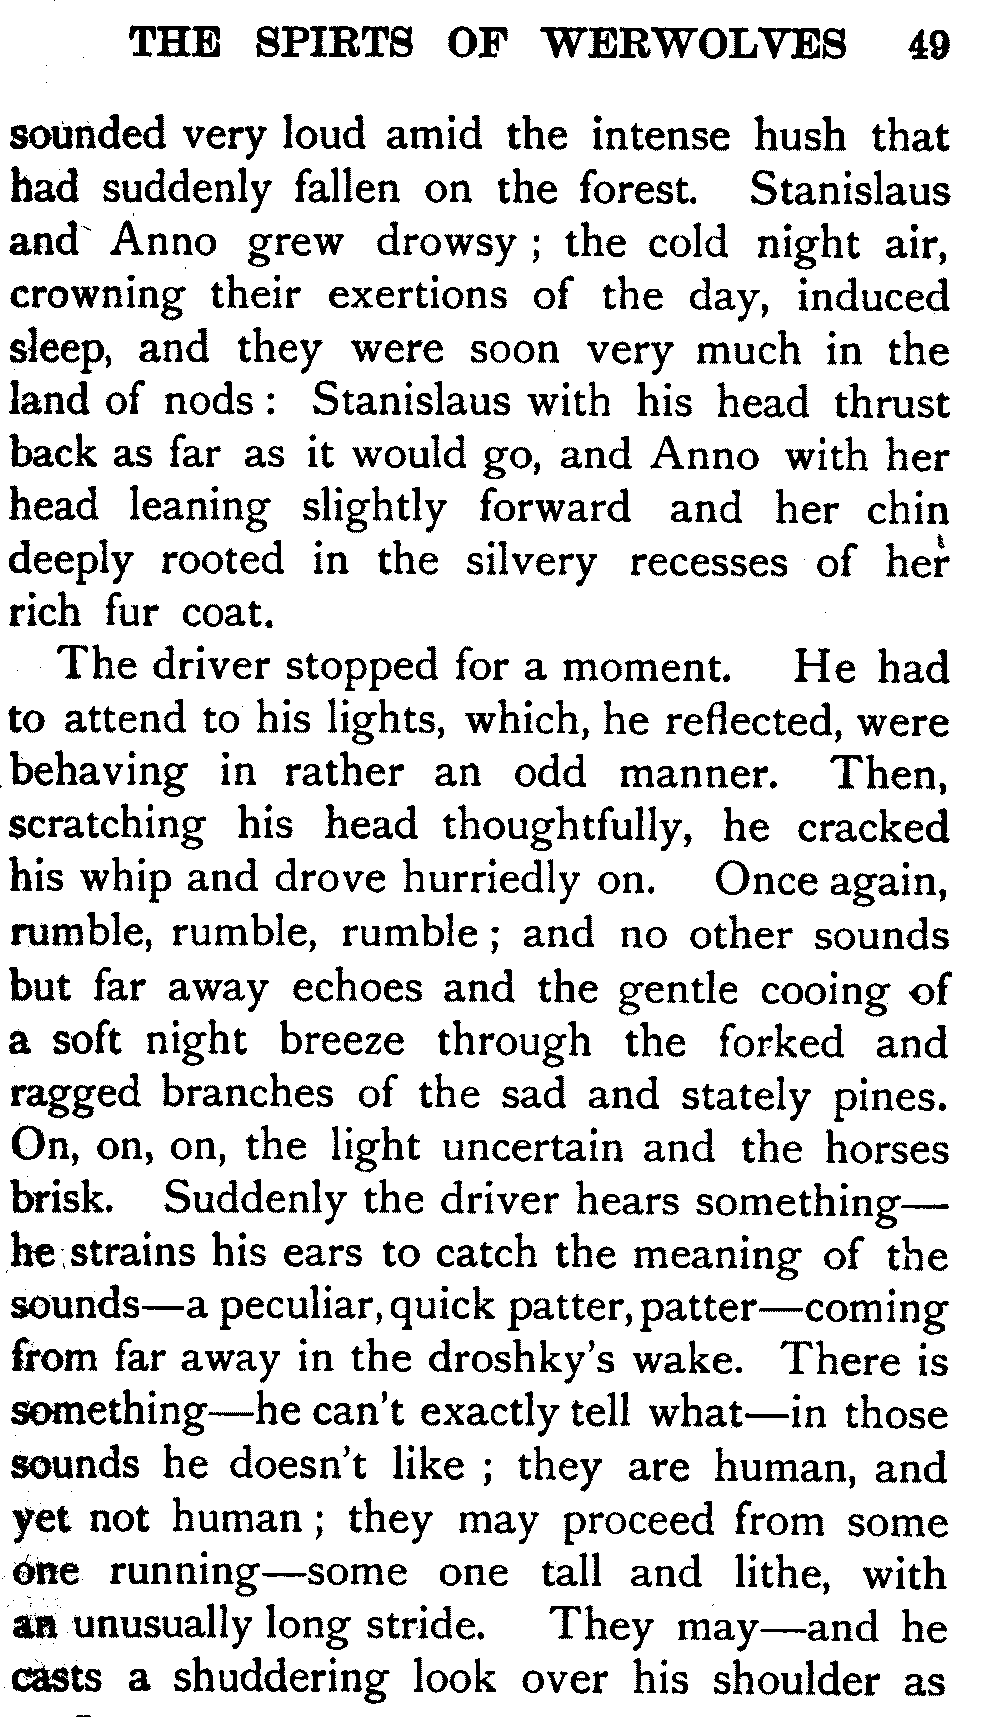 THE SPIRTS OF WERWOLVES 49
sounded very loud amid the intense hush that
had suddenly fallen on the forest. Stanislaus
and Anno grew drowsy ; the cold night air,
crowning their exertions of the day, induced
sleep, and they were soon very much in the
land of nods : Stanislaus with his head thrust
back as far as it would go, and Anno with her
head leaning slightly forward and her chin
deeply rooted in the silvery recesses of her
rich fur coat.
The driver stopped for a moment. He had
to attend to his lights, which, he reflected, were
behaving in rather an odd manner. Then,
scratching his head thoughtfully, he cracked
his whip and drove hurriedly on. Once again,
rumble, rumble, rumble ; and no other sounds
but far away echoes and the gentle cooing of
a soft night breeze through the forked and
ragged branches of the sad and stately pines.
On, on, on, the light uncertain and the horses
brisk. Suddenly the driver hears something—
he strains his ears to catch the meaning of the
sounds—a peculiar, quick patter, patter—coming
from far away in the droshky's wake. There is
something—he can't exactly tell what—in those
sounds he doesn't like ; they are human, and
yet not human ; they may proceed from some
one running—some one tall and lithe, with
an unusually long stride. They may—and he
casts a shuddering look over his shoulder as